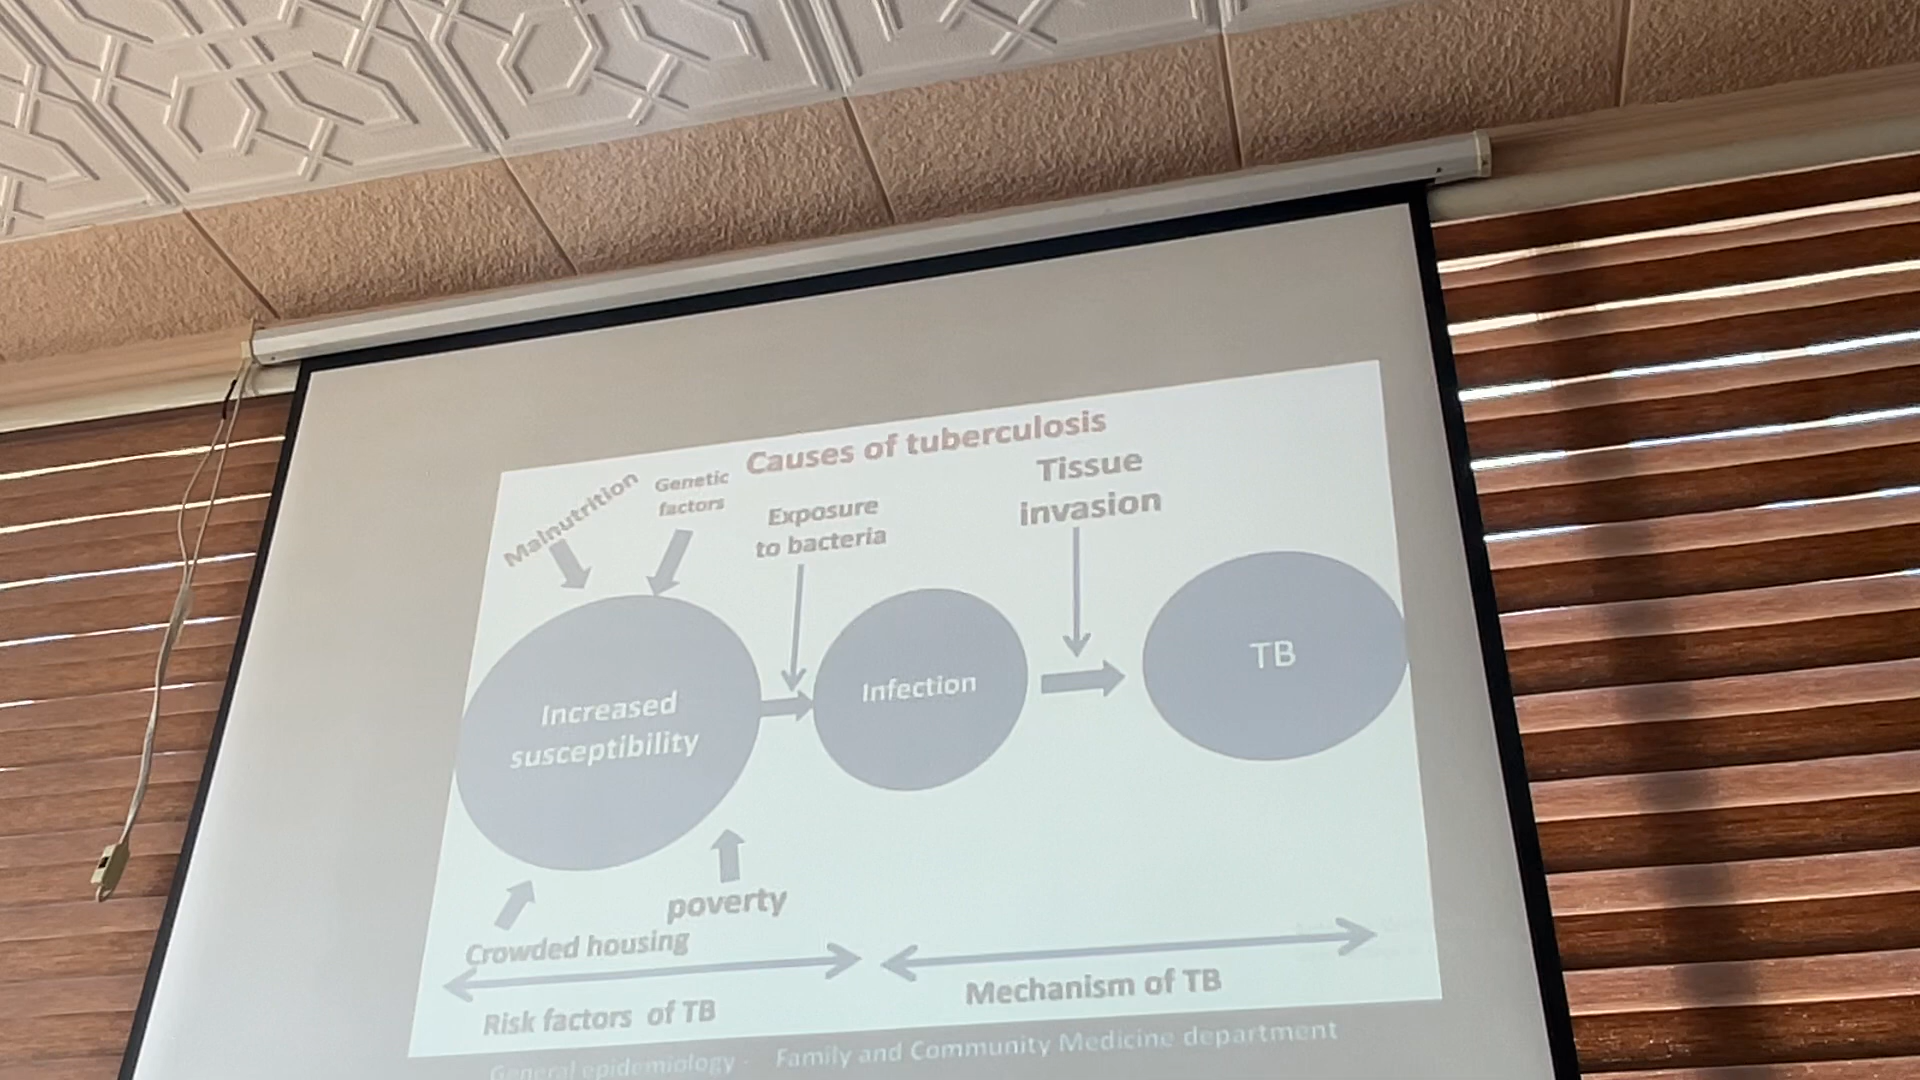 Causes of tuberculosis
Malnutrition
Genetic
factors
Exposure
to bacteria
Tissue
invasion
Increased
susceptibility
Infection
TB
poverty
Crowded housing
Risk factors of TB
Mechanism of TB
General epidemiology - Family and Community Medicine department